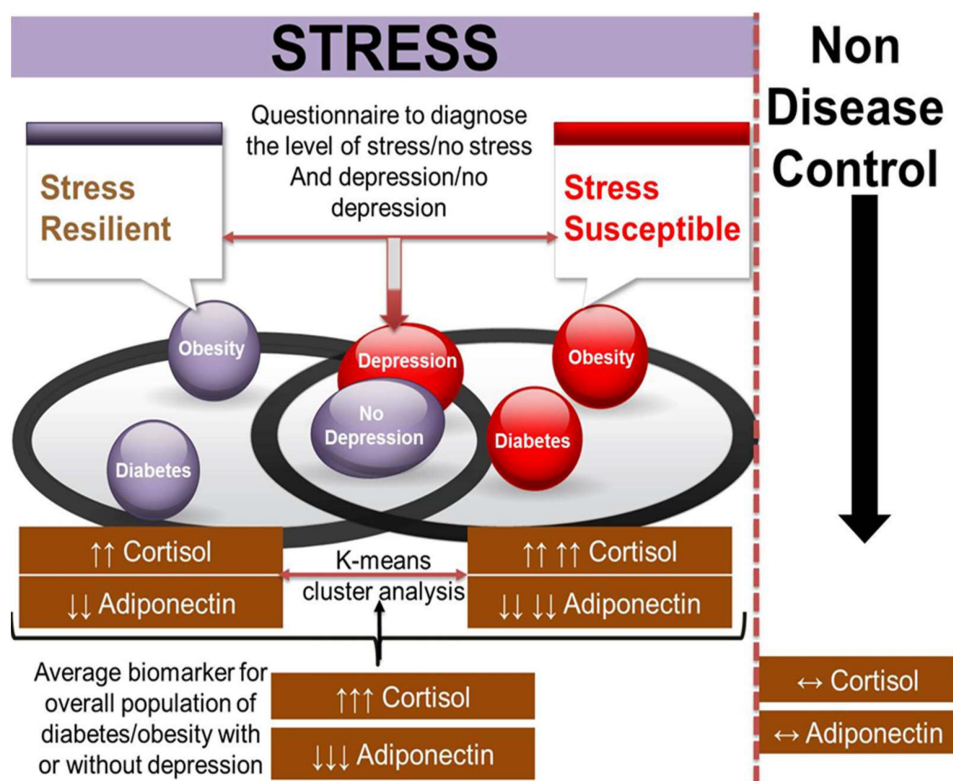 STRESS
Non
Disease
Control
Questionnaire to diagnose
the level of stress/no stress
And depression/no
depression
Stress
Resilient
Stress
Susceptible
Obesity
Depression
Obesity
No
Depression
Diabetes
Diabetes
↑↑ Cortisol
↓↓ Adiponectin
K-means
cluster analysis
↑↑ ↑↑ Cortisol
↓↓ ↓↓ Adiponectin
Average biomarker for
overall population of
diabetes/obesity with
or without depression
↑↑↑ Cortisol
↓↓↓ Adiponectin
↔ Cortisol
↔ Adiponectin